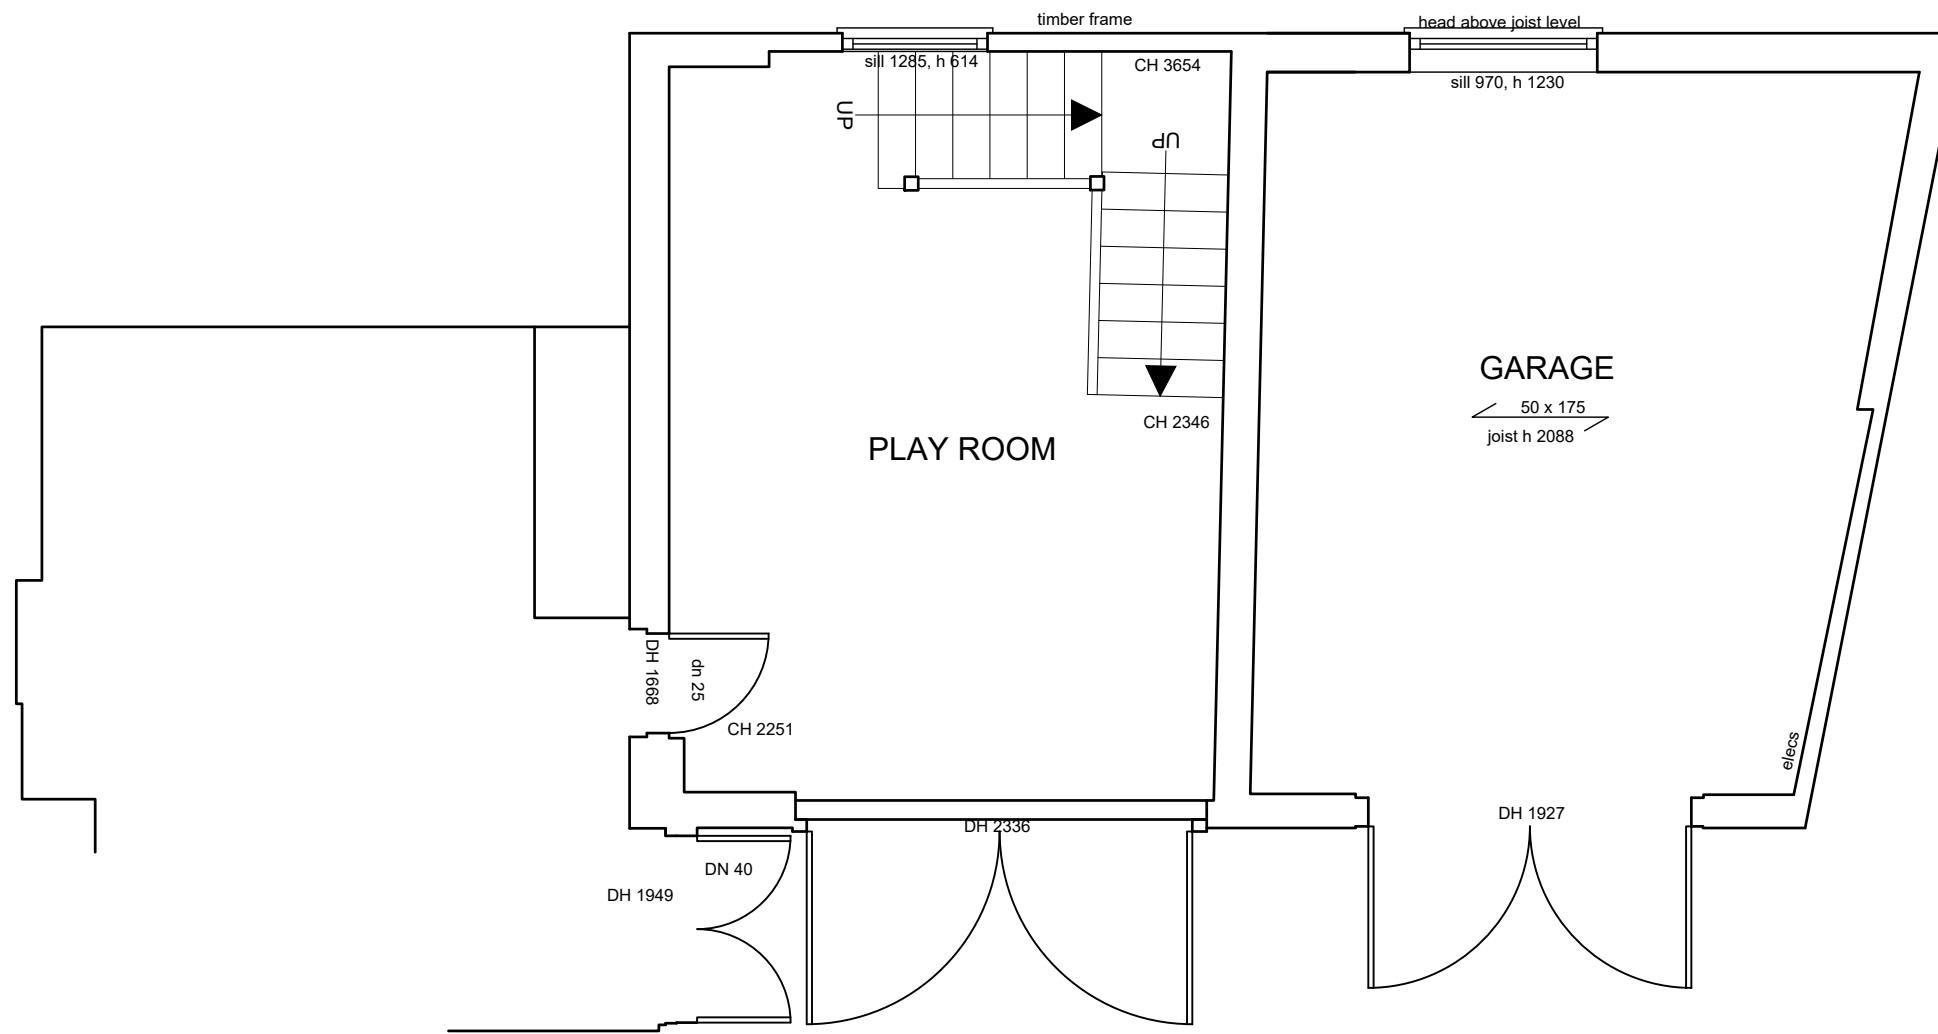 timber frame
head above joist level
sill 1285, h 614
CH 3654
sill 970, h 1230
UP
UP
GARAGE
50 x 175
joist h 2088
CH 2346
PLAY ROOM
DH 1668
dn 25
CH 2251
elecs
DH 1927
DH 2336
DN 40
DH 1949